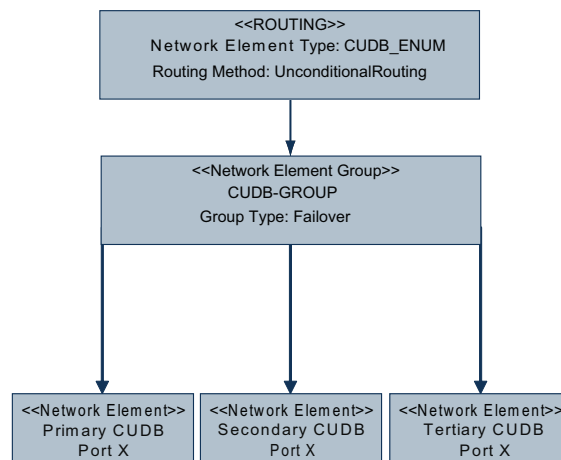 <<ROUTING>>
Network Element Type: CUDB_ENUM
Routing Method: UnconditionalRouting
<<Network Element Group>>
CUDB-GROUP
Group Type: Failover
<<Network Element>>
Primary CUDB
Port X
<<Network Element>>
Secondary CUDB
Port X
<<Network Element>>
Tertiary CUDB
Port X